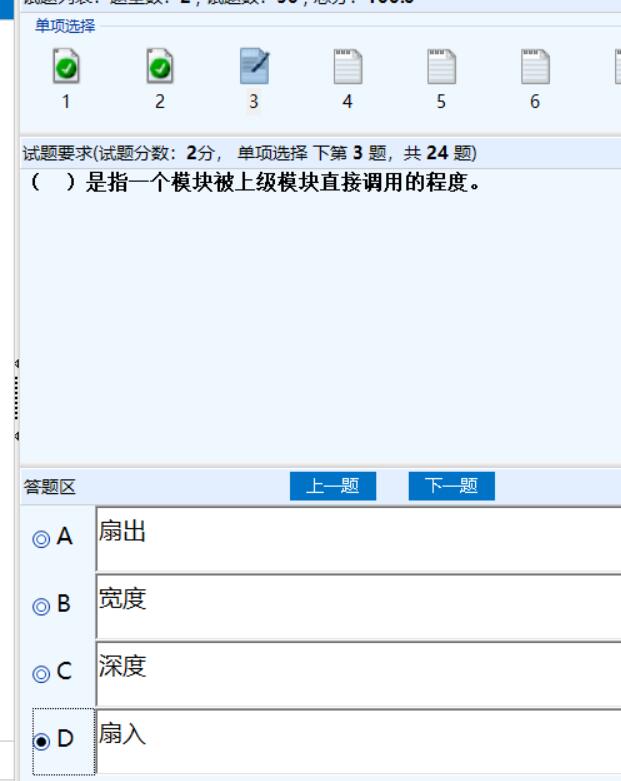 单项选择
1 2 3 4 5 6
试题要求(试题分数：2分， 单项选择 下第 3 题，共 24 题)
（ ）是指一个模块被上级模块直接调用的程度。
答题区 上一题 下一题
A 扇出
B 宽度
C 深度
D 扇入